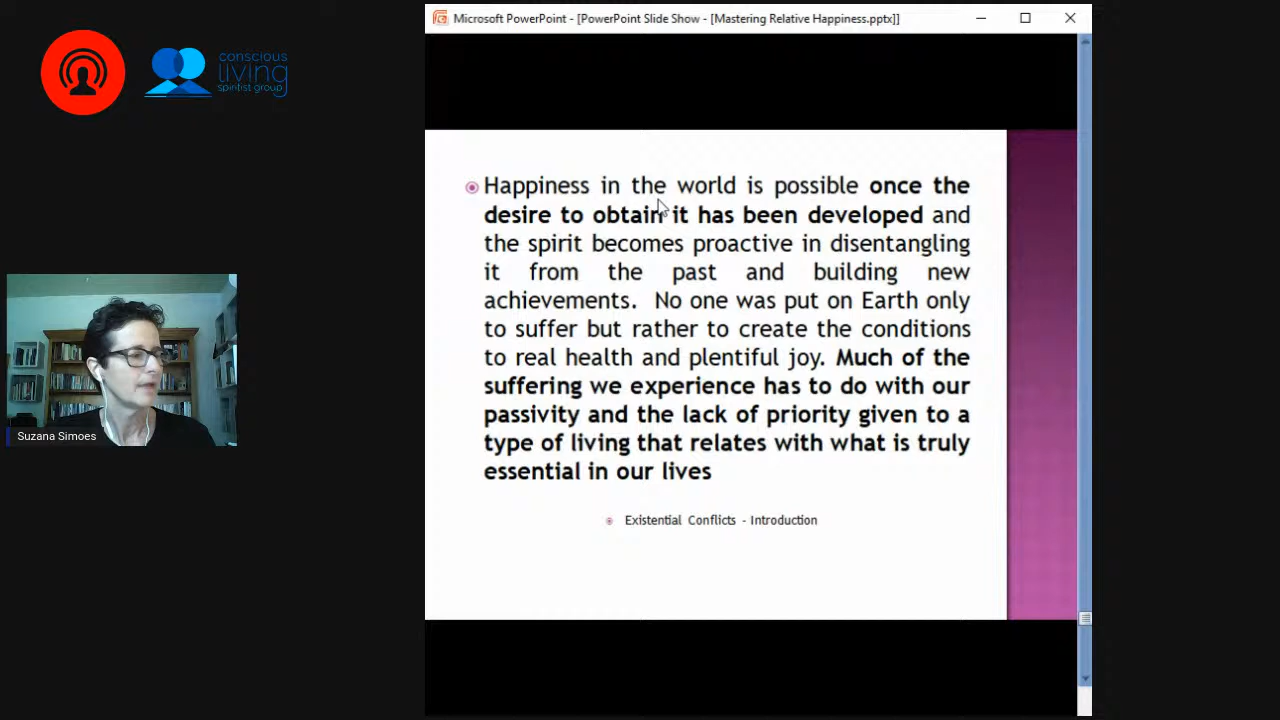 Microsoft PowerPoint - [PowerPoint Slide Show - [Mastering Relative Happiness.pptx]]
conscious
living
spiritist group
Happiness in the world is possible once the
desire to obtain it has been developed and
the spirit becomes proactive in disentangling
it from the past and building new
achievements. No one was put on Earth only
to suffer but rather to create the conditions
to real health and plentiful joy. Much of the
suffering we experience has to do with our
passivity and the lack of priority given to a
type of living that relates with what is truly
essential in our lives
Existential Conflicts - Introduction
Suzana Simoes